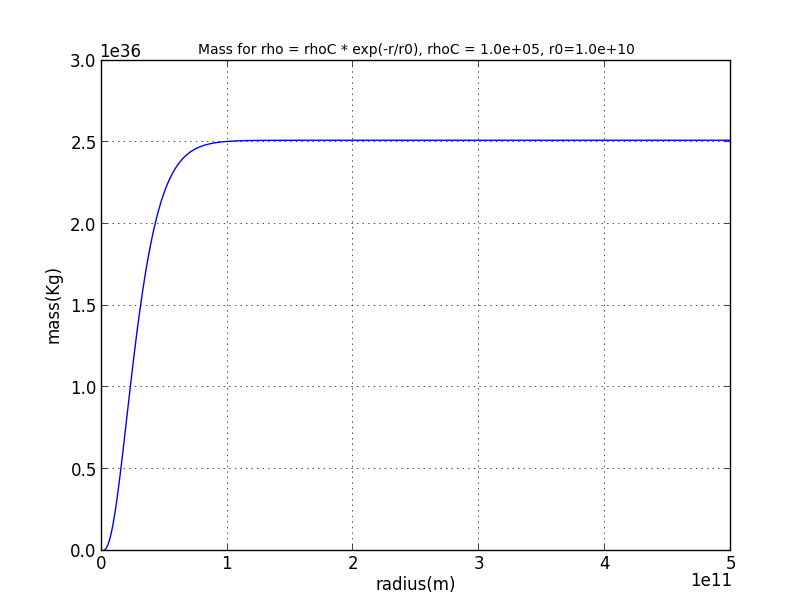 1e36
Mass for rho = rhoC * exp(-r/r0), rhoC = 1.0e+05, r0=1.0e+10
3.0
2.5
2.0
1.5
1.0
0.5
0.0
mass(Kg)
0 1 2 3 4 5
1e11
radius(m)